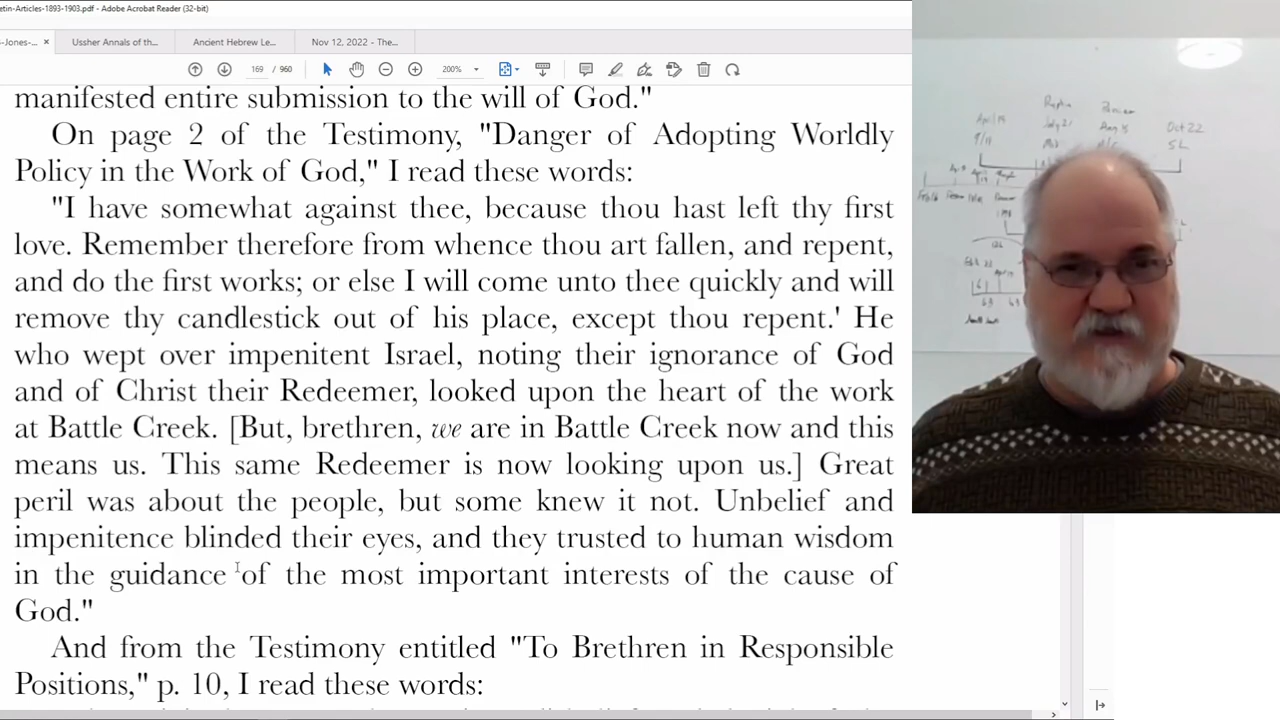 etin-Articles-1893-1903.pdf - Adobe Acrobat Reader (32-bit)
-Jones-... × Ussher Annals of th... Ancient Hebrew Le... Nov 12, 2022 - The...
169 / 960 200%
manifested entire submission to the will of God."
On page 2 of the Testimony, "Danger of Adopting Worldly
Policy in the Work of God," I read these words:
"I have somewhat against thee, because thou hast left thy first
love. Remember therefore from whence thou art fallen, and repent,
and do the first works; or else I will come unto thee quickly and will
remove thy candlestick out of his place, except thou repent.' He
who wept over impenitent Israel, noting their ignorance of God
and of Christ their Redeemer, looked upon the heart of the work
at Battle Creek. [But, brethren, we are in Battle Creek now and this
means us. This same Redeemer is now looking upon us.] Great
peril was about the people, but some knew it not. Unbelief and
impenitence blinded their eyes, and they trusted to human wisdom
in the guidance of the most important interests of the cause of
God."
And from the Testimony entitled "To Brethren in Responsible
Positions," p. 10, I read these words:
April 19
9/11
July 21
Oct 22
S L